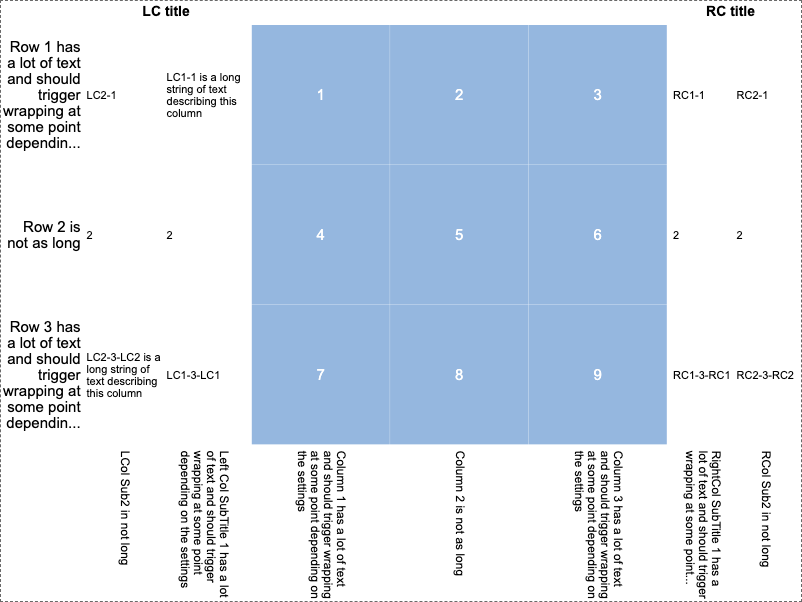 LC title
RC title
Row 1 has
a lot of text
and should
trigger
wrapping at
some point
dependin...
LC2-1
LC1-1 is a long
string of text
describing this
column
1
2
3
RC1-1
RC2-1
Row 2 is
not as long
2
2
4
5
6
2
2
Row 3 has
a lot of text
and should
trigger
wrapping at
some point
dependin...
LC2-3-LC2 is a
long string of
text describing
this column
LC1-3-LC1
7
8
9
RC1-3-RC1
RC2-3-RC2
LCol Sub2 in not long
Left Col SubTitle 1 has a lot
of text and should trigger
wrapping at some point
depending on the settings
Column 1 has a lot of text
and should trigger wrapping
at some point depending on
the settings
Column 2 is not as long
Column 3 has a lot of text
and should trigger wrapping
at some point depending on
the settings
RightCol SubTitle 1 has a
lot of text and should trigger
wrapping at some point...
RCol Sub2 in not long